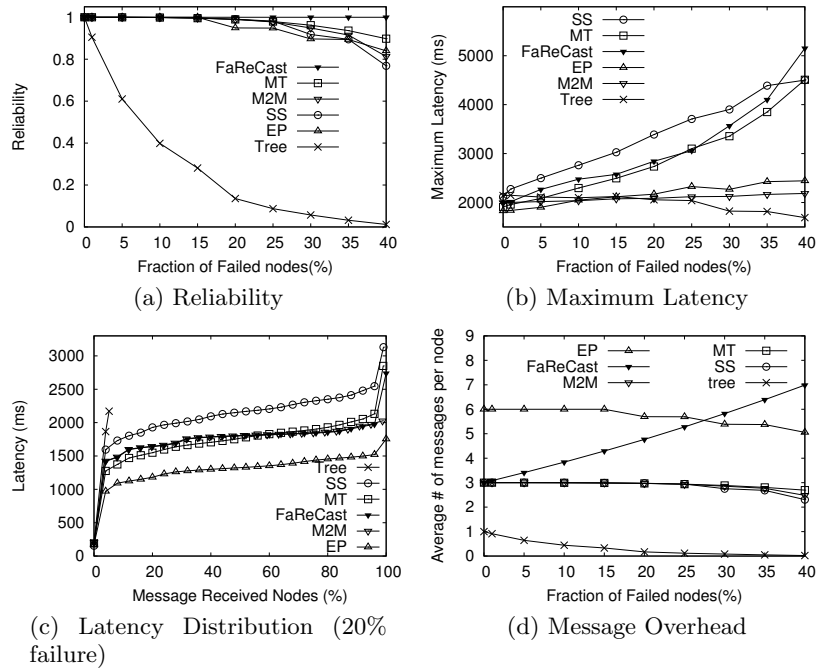 1
0.8
0.6
0.4
0.2
0
Reliability
FaReCast
MT
M2M
SS
EP
Tree
0 5 10 15 20 25 30 35 40
Fraction of Failed nodes(%)
(a) Reliability
5000
4000
3000
2000
Maximum Latency (ms)
SS
MT
FaReCast
EP
M2M
Tree
0 5 10 15 20 25 30 35 40
Fraction of Failed nodes(%)
(b) Maximum Latency
3000
2500
2000
1500
1000
500
0
Latency (ms)
Tree
SS
MT
FaReCast
M2M
EP
0 20 40 60 80 100
Message Received Nodes (%)
(c) Latency Distribution (20%
failure)
9
8
7
6
5
4
3
2
1
0
Average # of messages per node
EP
FaReCast
M2M
MT
SS
tree
0 5 10 15 20 25 30 35 40
Fraction of Failed nodes(%)
(d) Message Overhead